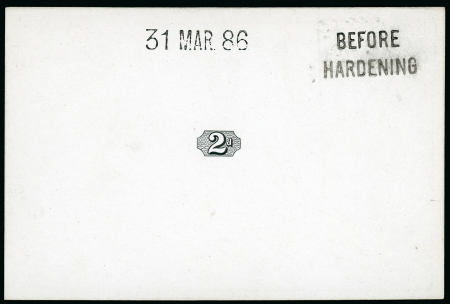 31 MAR. 86
BEFORE
HARDENING
2d